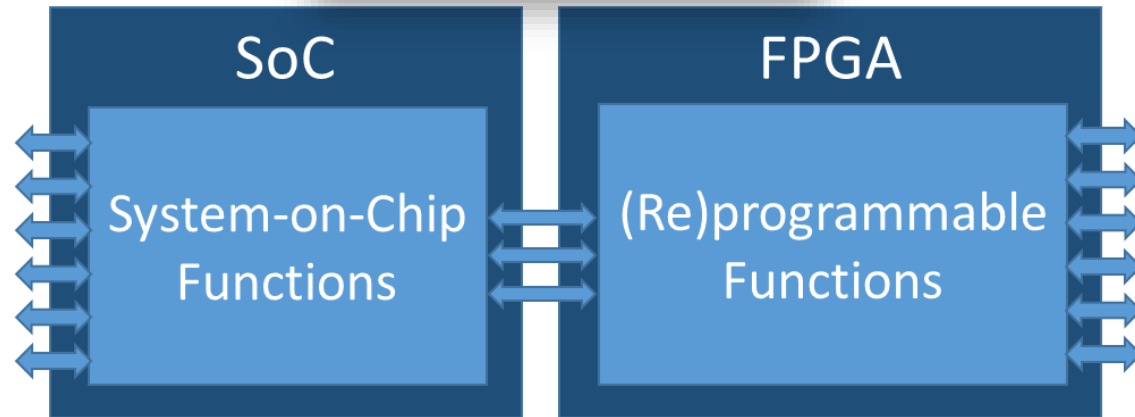 SoC
System-on-Chip
Functions
FPGA
(Re)programmable
Functions